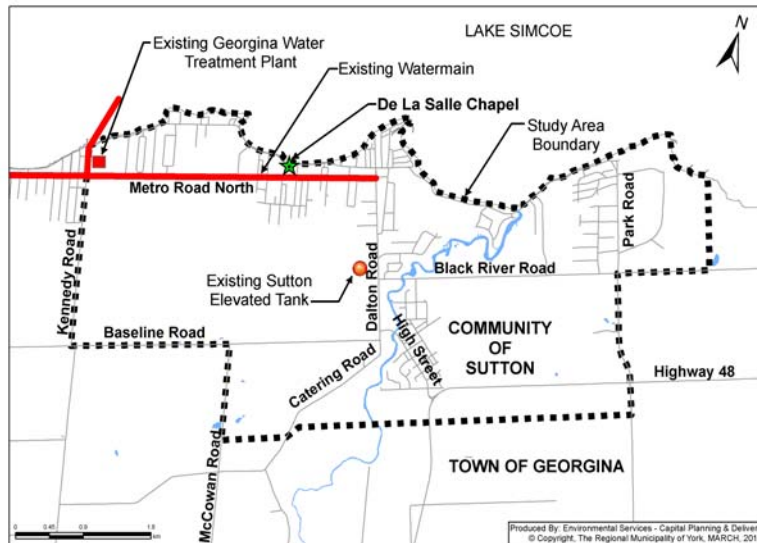 LAKE SIMCOE
N
Existing Georgina Water
Treatment Plant
Existing Watermain
De La Salle Chapel
Study Area
Boundary
Metro Road North
Kennedy Road
Park Road
Existing Sutton
Elevated Tank
Dalton Road
Black River Road
Baseline Road
High Street
COMMUNITY
OF
SUTTON
Catering Road
Highway 48
McCowan Road
TOWN OF GEORGINA
0 0.45 0.9 1.8
km
Produced By: Environmental Services - Capital Planning & Deliver
© Copyright, The Regional Municipality of York, MARCH, 201